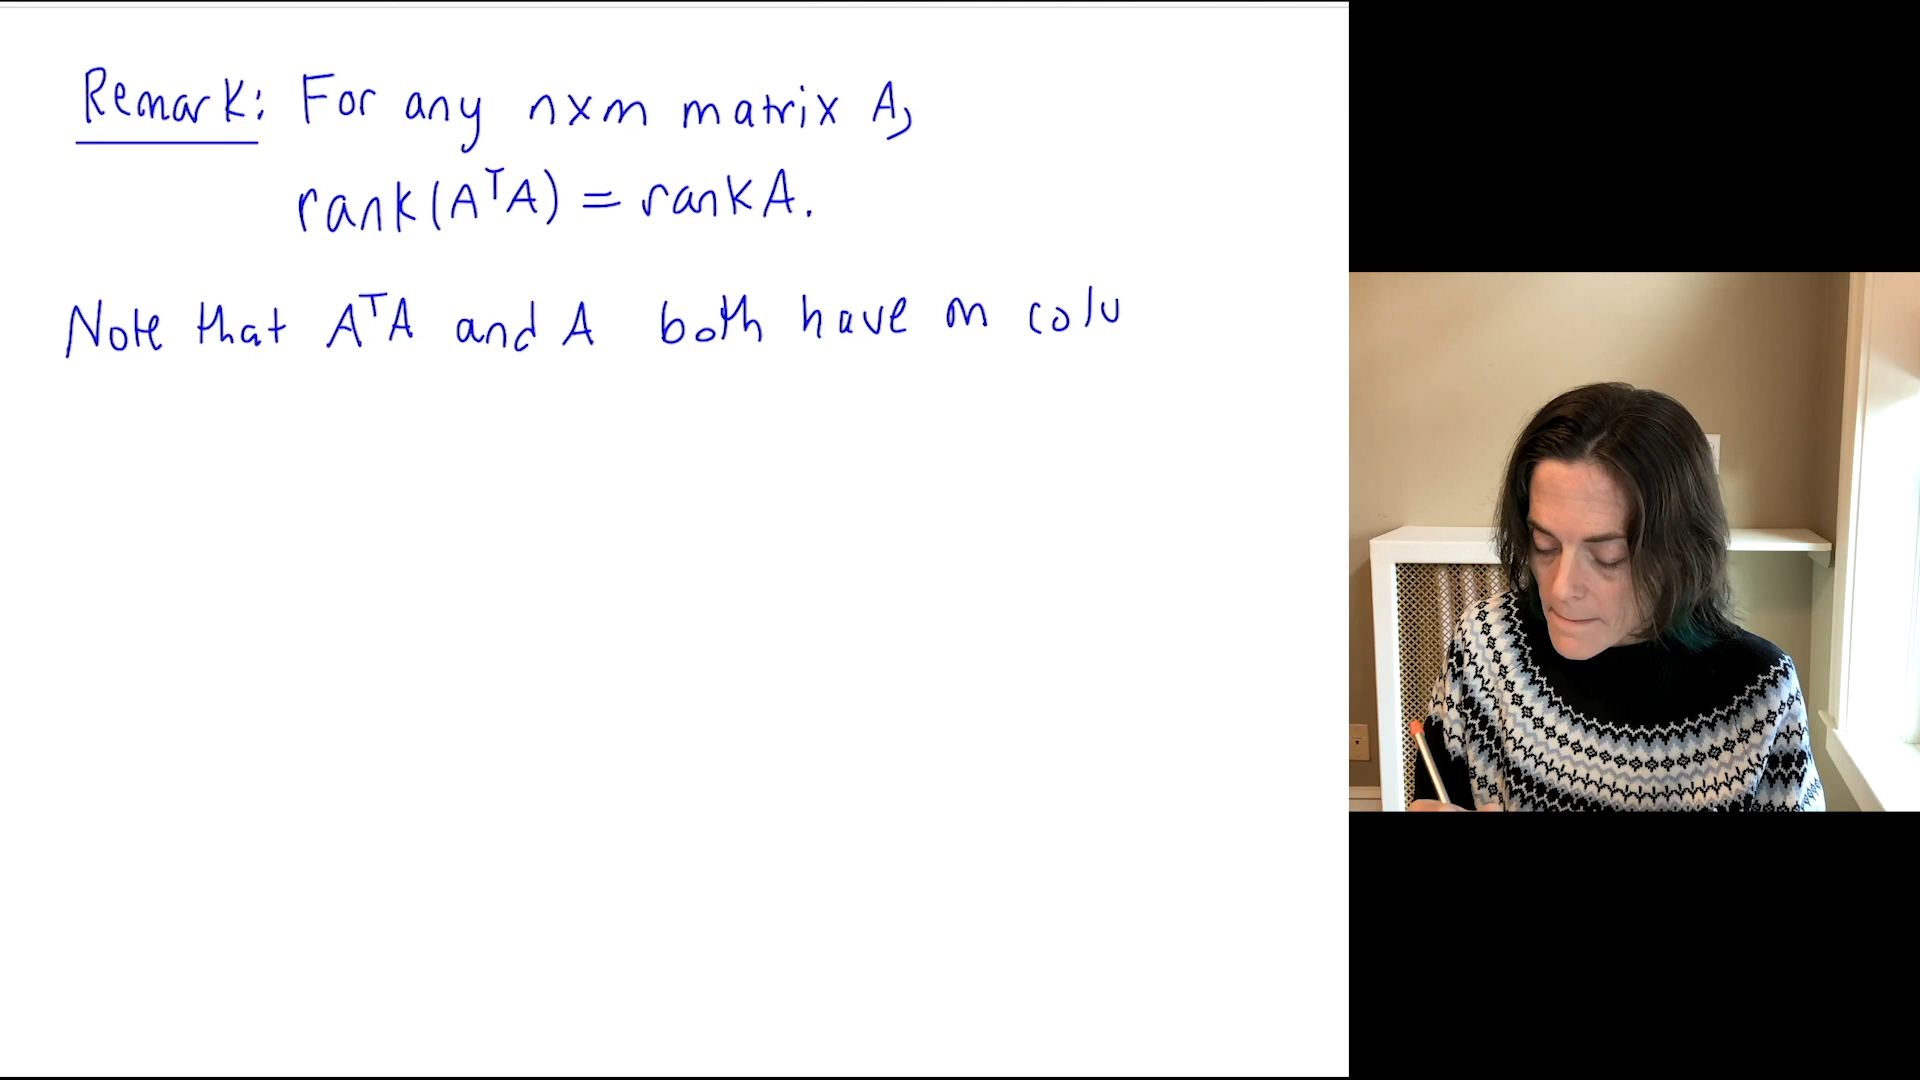 Remark: For any n×m matrix A,
rank(AᵀA) = rank A.
Note that AᵀA and A both have m colu